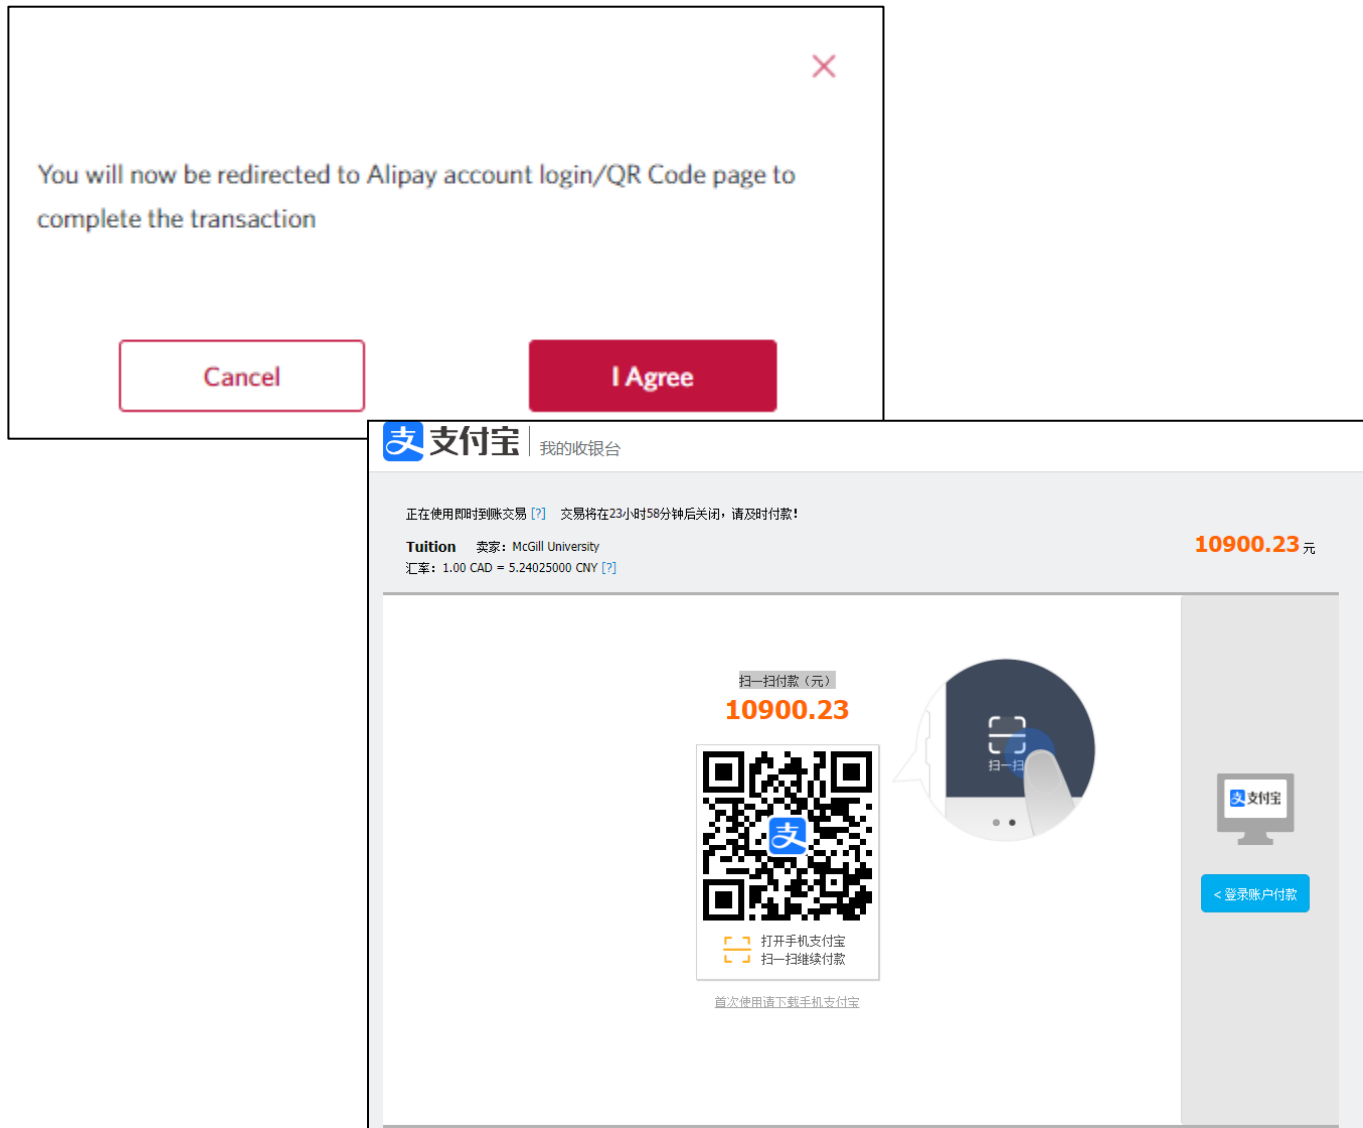 You will now be redirected to Alipay account login/QR Code page to
complete the transaction
Cancel
I Agree
支 支付宝 我的收银台
正在使用即时到账交易 [?] 交易将在23小时58分钟后关闭，请及时付款！
Tuition 卖家：McGill University
10900.23 元
汇率：1.00 CAD = 5.24025000 CNY [?]
扫一扫付款（元）
10900.23
扫一扫
支
支 支付宝
<登录账户付款
打开手机支付宝
扫一扫继续付款
首次使用请下载手机支付宝